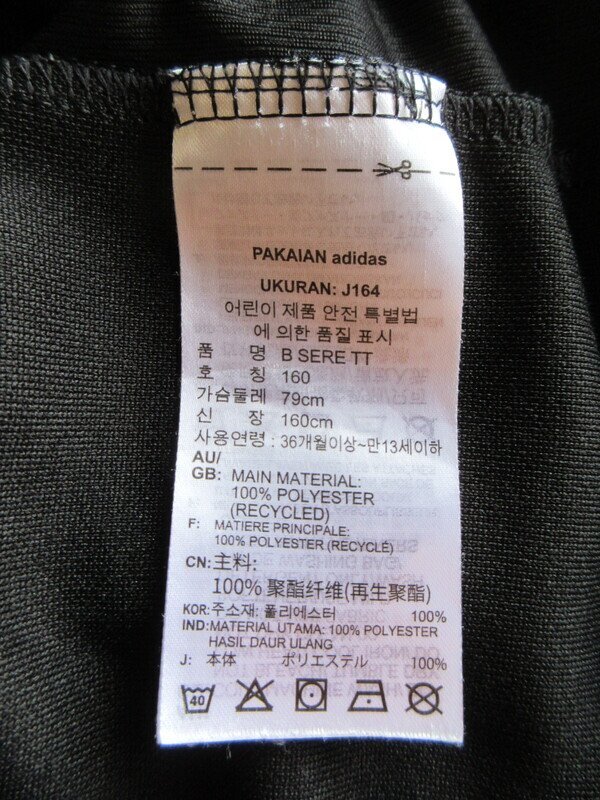 PAKAIAN adidas
UKURAN: J164
어린이 제품 안전 특별법
에 의한 품질 표시
품 명 B SERE TT
호 칭 160
가슴둘레 79cm
신 장 160cm
사용연령 : 36개월이상~만13세이하
AU/
GB: MAIN MATERIAL:
100% POLYESTER
(RECYCLED)
F: MATIERE PRINCIPALE:
100% POLYESTER (RECYCLÉ)
CN: 主料:
100% 聚酯纤维(再生聚酯)
KOR: 주소재: 폴리에스터 100%
IND: MATERIAL UTAMA: 100% POLYESTER
HASIL DAUR ULANG
J: 本体 ポリエステル 100%
40